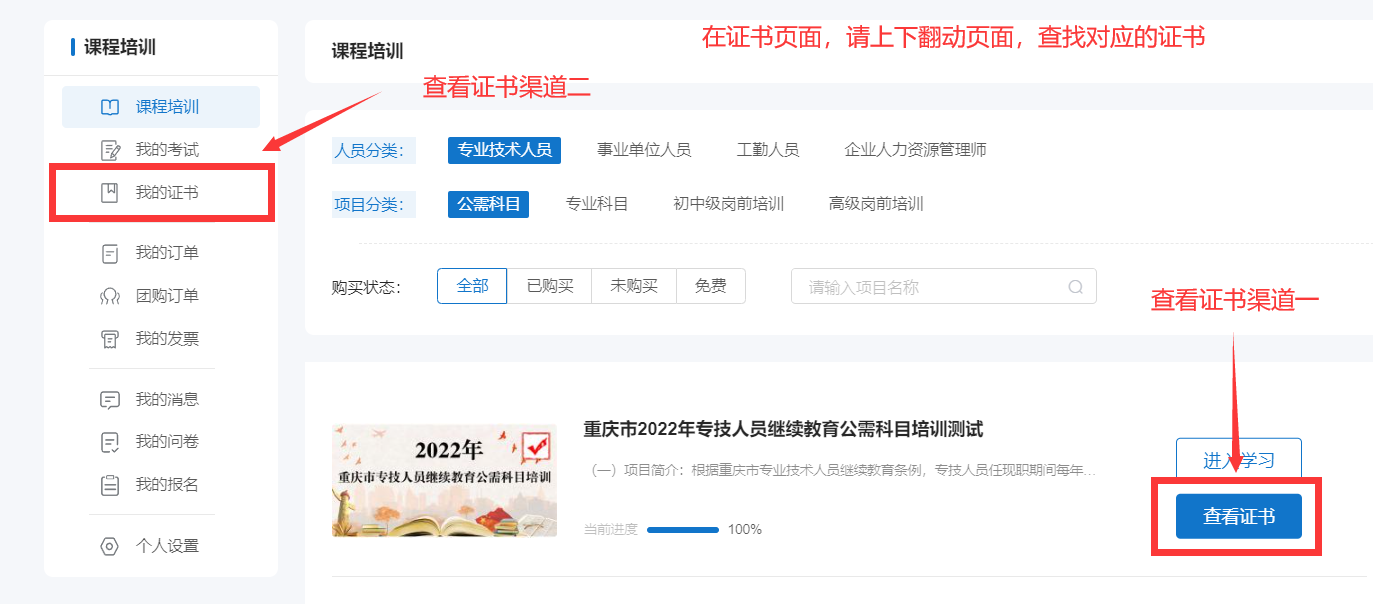 课程培训
课程培训
我的考试
我的证书
我的订单
团购订单
我的发票
我的消息
我的问卷
我的报名
个人设置
课程培训
在证书页面，请上下翻动页面，查找对应的证书
查看证书渠道二
人员分类： 专业技术人员 事业单位人员 工勤人员 企业人力资源管理师
项目分类： 公需科目 专业科目 初中级岗前培训 高级岗前培训
购买状态： 全部 已购买 未购买 免费 请输入项目名称
查看证书渠道一
2022年
重庆市专技人员继续教育公需科目培训
重庆市2022年专技人员继续教育公需科目培训测试
（一）项目简介：根据重庆市专业技术人员继续教育条例，专技人员任现职期间每年...
当前进度 100%
进入学习
查看证书